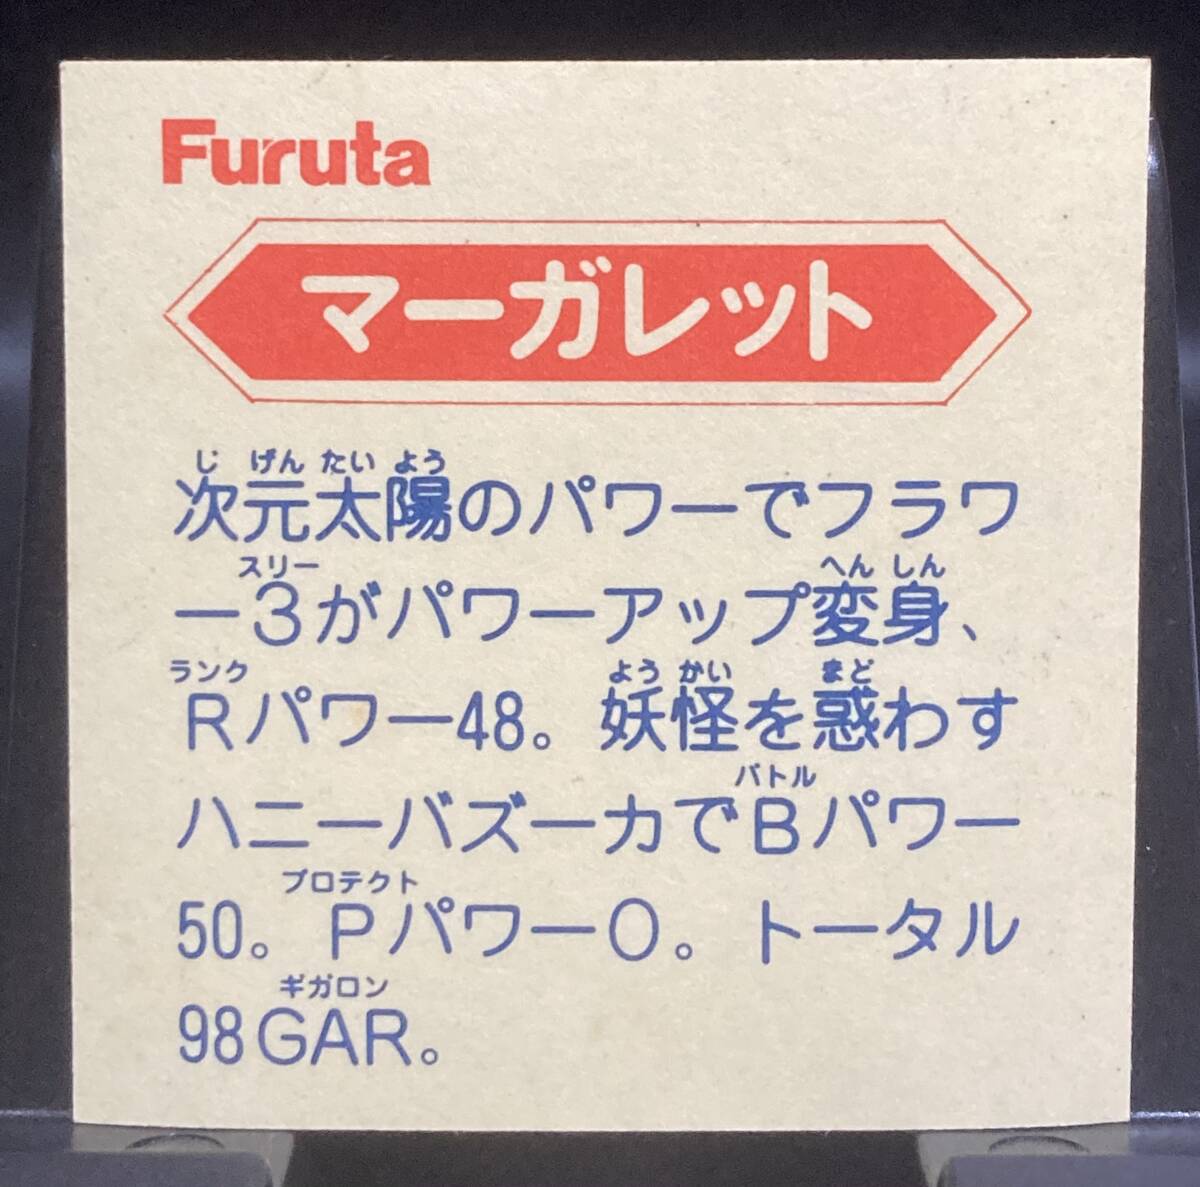 Furuta
マーガレット
じ げん たい よう
次元太陽のパワーでフラワ
スリー へん しん
ー3がパワーアップ変身、
ランク よう かい まど
Rパワー48。妖怪を惑わす
バトル
ハニーバズーカでBパワー
プロテクト
50。Pパワー0。トータル
ギガロン
98GAR。